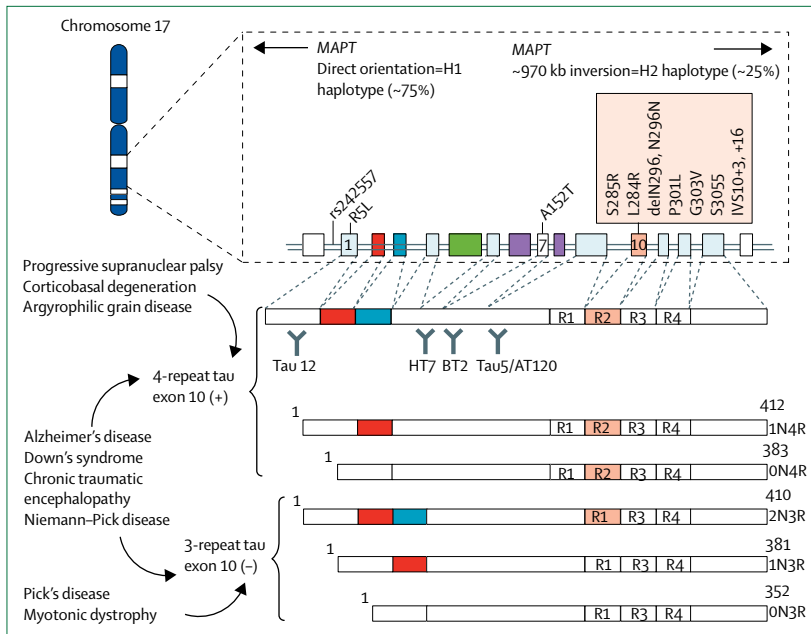 Chromosome 17
MAPT
Direct orientation=H1
haplotype (~75%)
MAPT
~970 kb inversion=H2 haplotype (~25%)
rs242557
R5L
A152T
S285R
L284R
delN296, N296N
P301L
G303V
S3055
IVS10+3, +16
1
7
10
Progressive supranuclear palsy
Corticobasal degeneration
Argyrophilic grain disease
R1 R2 R3 R4
Tau 12 HT7 BT2 Tau5/AT120
4-repeat tau
exon 10 (+)
1 412
R1 R2 R3 R4 1N4R
Alzheimer's disease
Down's syndrome
Chronic traumatic
encephalopathy
Niemann–Pick disease
1 383
R1 R2 R3 R4 0N4R
1 410
R1 R3 R4 2N3R
3-repeat tau
exon 10 (–)
1 381
R1 R3 R4 1N3R
Pick's disease
Myotonic dystrophy
1 352
R1 R3 R4 0N3R